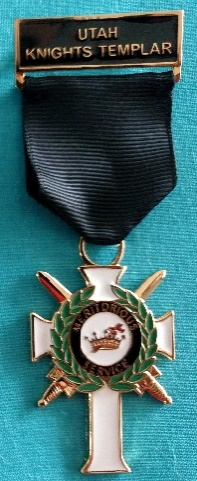 UTAH
KNIGHTS TEMPLAR
MERITORIOUS
SERVICE